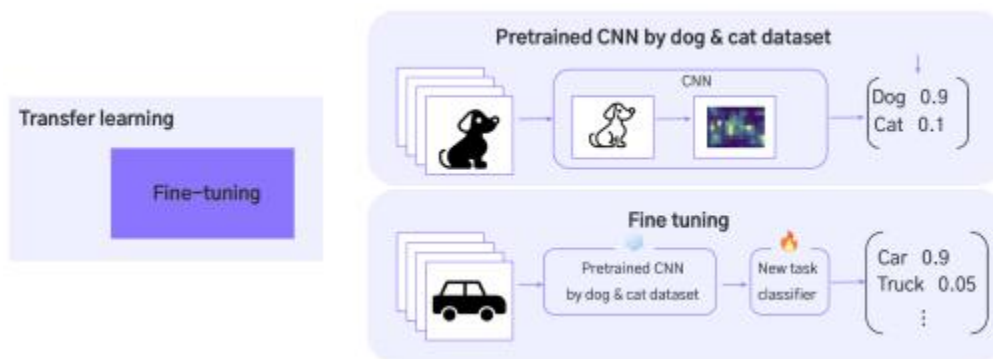 Transfer learning
Fine-tuning
Pretrained CNN by dog & cat dataset
CNN
Dog 0.9
Cat 0.1
Fine tuning
Pretrained CNN
by dog & cat dataset
New task
classifier
Car 0.9
Truck 0.05
⋮